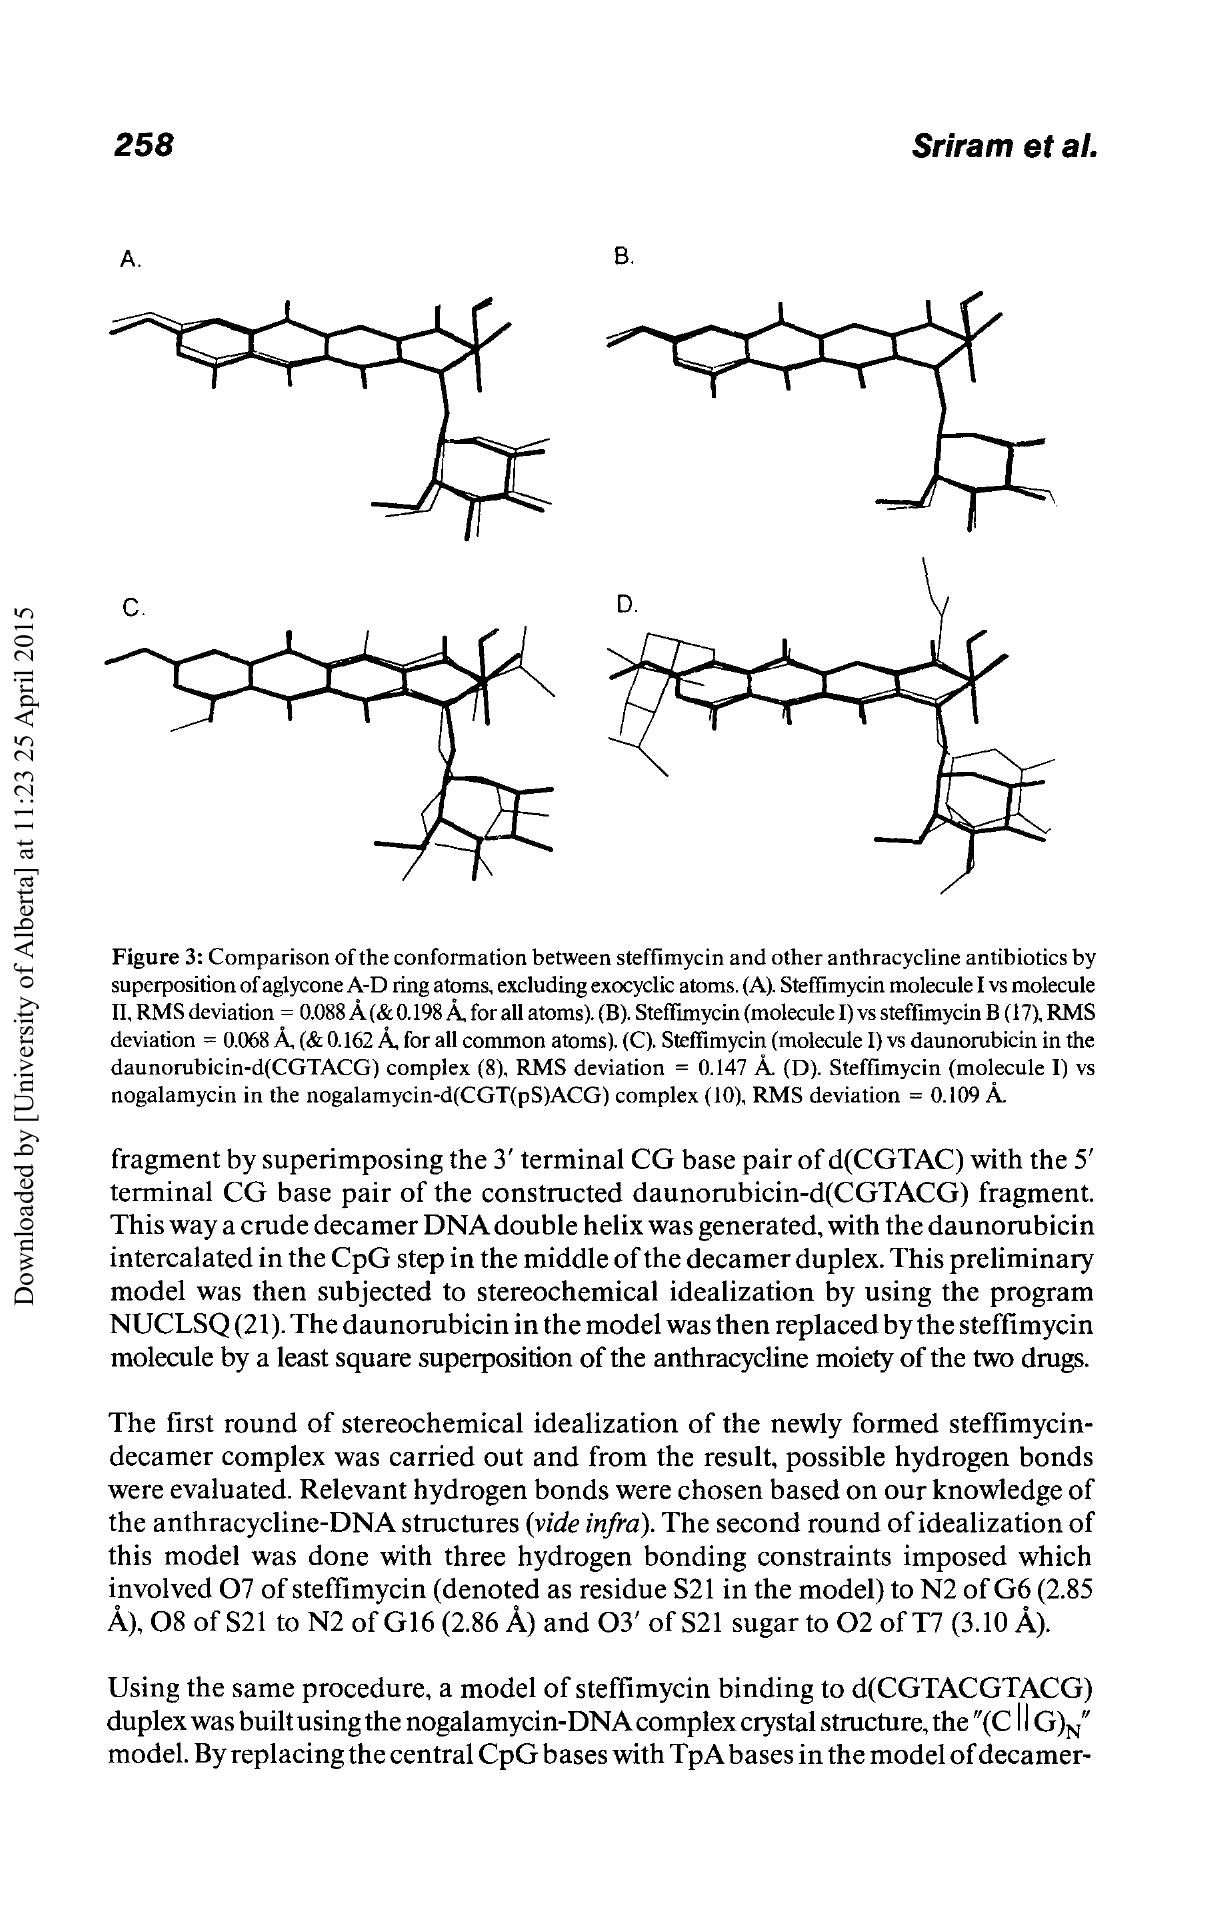 258
Sriram et al.
A.
B.
C.
D.
Figure 3: Comparison of the conformation between steffimycin and other anthracycline antibiotics by
superposition of aglycone A-D ring atoms, excluding exocyclic atoms. (A). Steffimycin molecule I vs molecule
II, RMS deviation = 0.088 Å (& 0.198 Å, for all atoms). (B). Steffimycin (molecule I) vs steffimycin B (17), RMS
deviation = 0.068 Å, (& 0.162 Å, for all common atoms). (C). Steffimycin (molecule I) vs daunorubicin in the
daunorubicin-d(CGTACG) complex (8), RMS deviation = 0.147 Å. (D). Steffimycin (molecule I) vs
nogalamycin in the nogalamycin-d(CGT(pS)ACG) complex (10), RMS deviation = 0.109 Å.
fragment by superimposing the 3′ terminal CG base pair of d(CGTAC) with the 5′
terminal CG base pair of the constructed daunorubicin-d(CGTACG) fragment.
This way a crude decamer DNA double helix was generated, with the daunorubicin
intercalated in the CpG step in the middle of the decamer duplex. This preliminary
model was then subjected to stereochemical idealization by using the program
NUCLSQ (21). The daunorubicin in the model was then replaced by the steffimycin
molecule by a least square superposition of the anthracycline moiety of the two drugs.
The first round of stereochemical idealization of the newly formed steffimycin-
decamer complex was carried out and from the result, possible hydrogen bonds
were evaluated. Relevant hydrogen bonds were chosen based on our knowledge of
the anthracycline-DNA structures (vide infra). The second round of idealization of
this model was done with three hydrogen bonding constraints imposed which
involved O7 of steffimycin (denoted as residue S21 in the model) to N2 of G6 (2.85
Å), O8 of S21 to N2 of G16 (2.86 Å) and O3′ of S21 sugar to O2 of T7 (3.10 Å).
Using the same procedure, a model of steffimycin binding to d(CGTACGTACG)
duplex was built using the nogalamycin-DNA complex crystal structure, the "(C || G)N"
model. By replacing the central CpG bases with TpA bases in the model of decamer-
Downloaded by [University of Alberta] at 11:23 25 April 2015